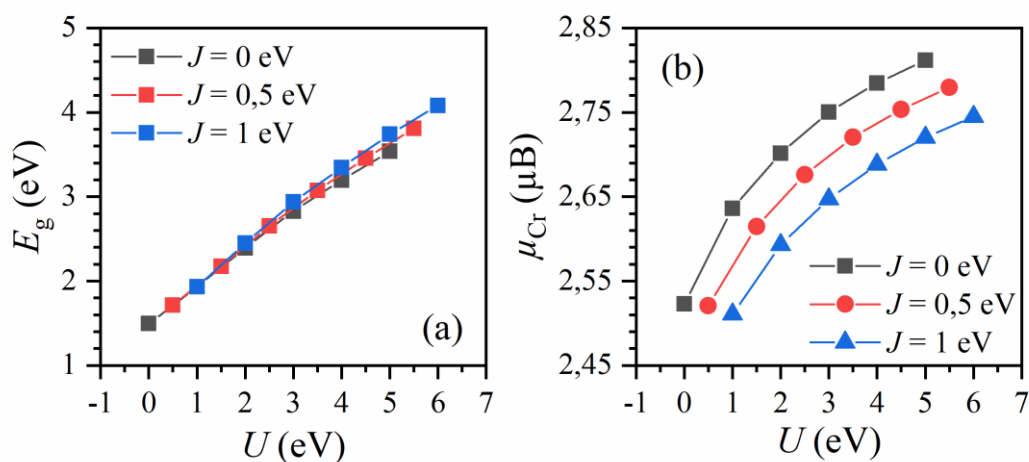 5
4
3
2
1
E_g (eV)
J = 0 eV
J = 0,5 eV
J = 1 eV
(a)
-1 0 1 2 3 4 5 6 7
U (eV)
2,85
2,75
2,65
2,55
2,45
μ_Cr (μB)
(b)
J = 0 eV
J = 0,5 eV
J = 1 eV
-1 0 1 2 3 4 5 6 7
U (eV)